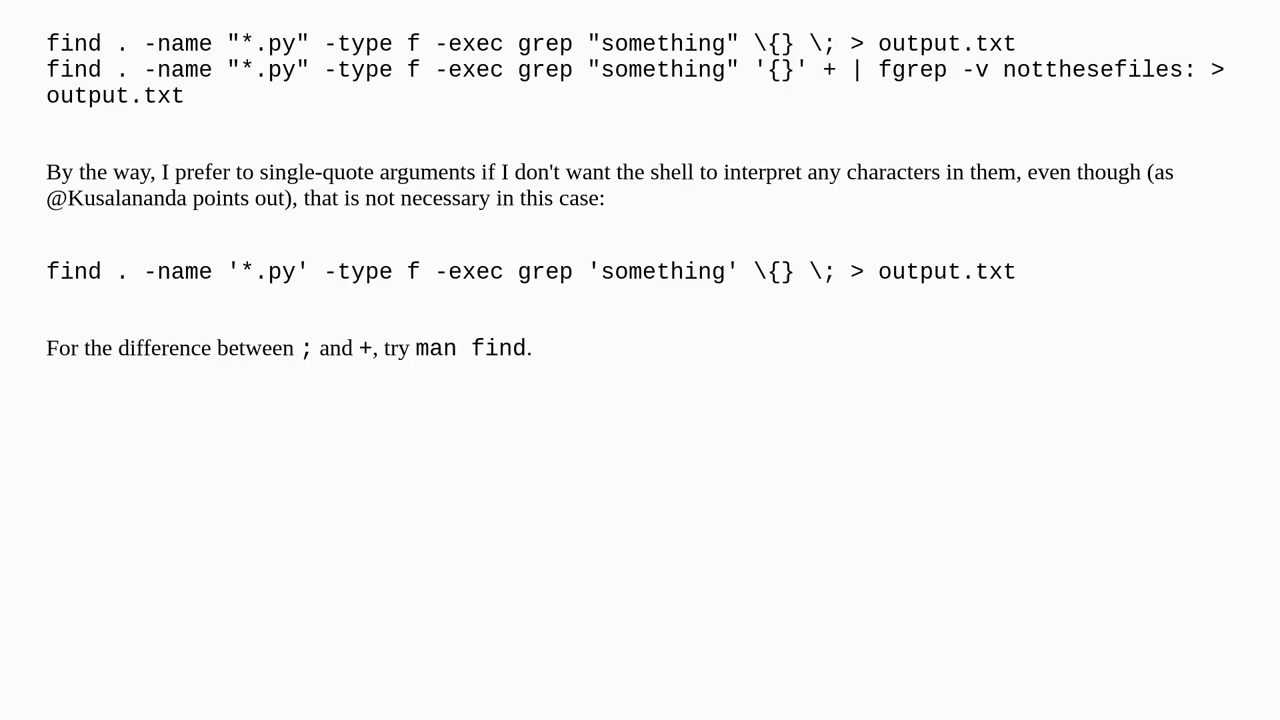 find . -name "*.py" -type f -exec grep "something" \{} \; > output.txt
find . -name "*.py" -type f -exec grep "something" '{}' + | fgrep -v notthesefiles: >
output.txt
By the way, I prefer to single-quote arguments if I don't want the shell to interpret any characters in them, even though (as
@Kusalananda points out), that is not necessary in this case:
find . -name '*.py' -type f -exec grep 'something' \{} \; > output.txt
For the difference between ; and +, try man find.